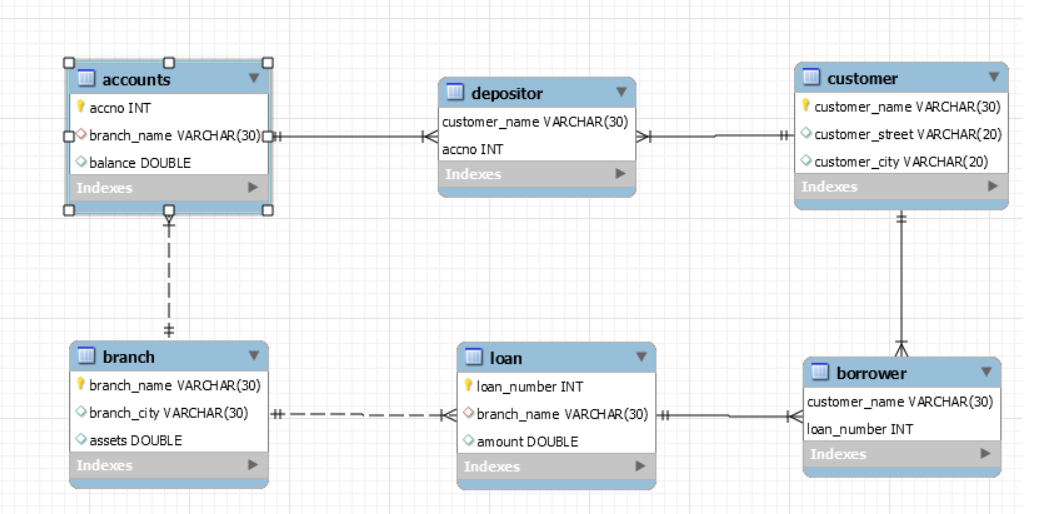 accounts
accno INT
branch_name VARCHAR(30)
balance DOUBLE
Indexes
depositor
customer_name VARCHAR(30)
accno INT
Indexes
customer
customer_name VARCHAR(30)
customer_street VARCHAR(20)
customer_city VARCHAR(20)
Indexes
branch
branch_name VARCHAR(30)
branch_city VARCHAR(30)
assets DOUBLE
Indexes
loan
loan_number INT
branch_name VARCHAR(30)
amount DOUBLE
Indexes
borrower
customer_name VARCHAR(30)
loan_number INT
Indexes